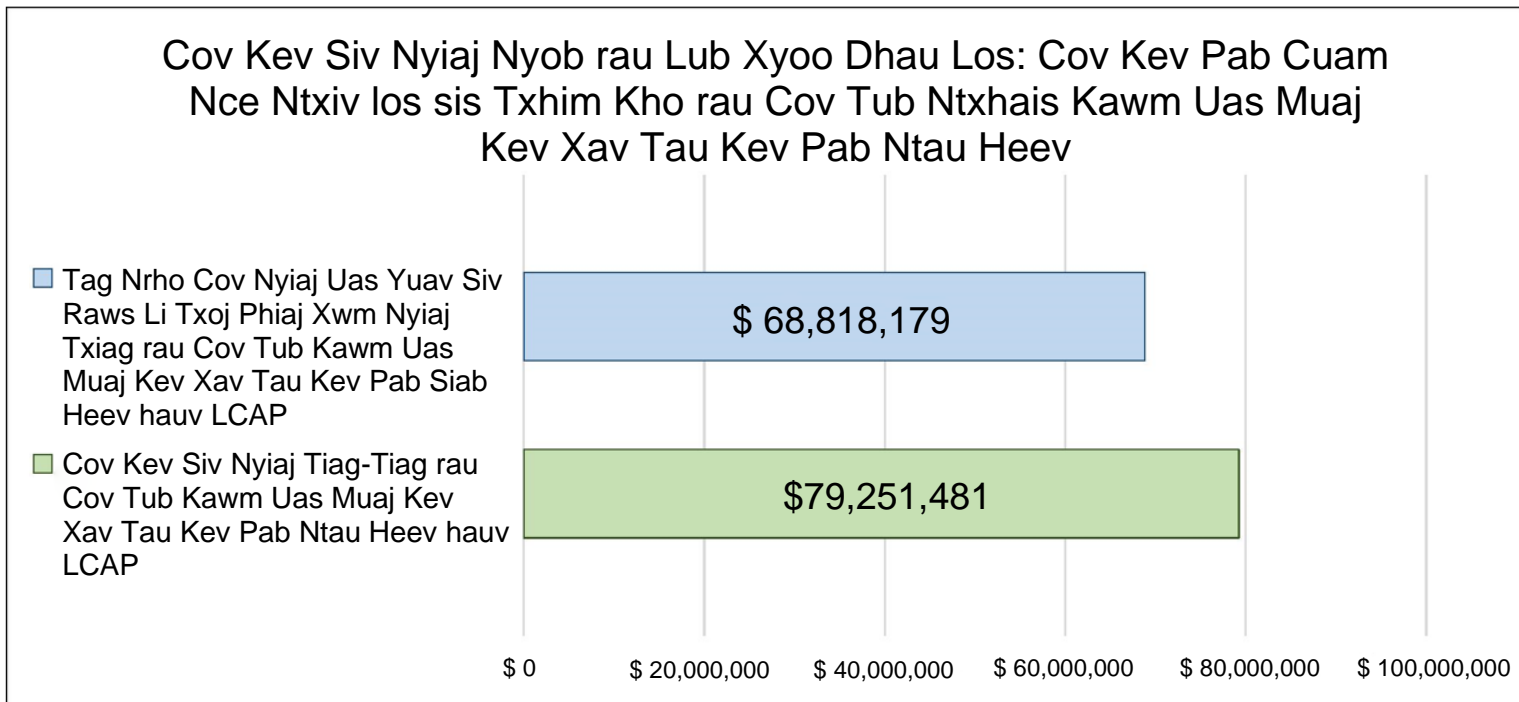 Cov Kev Siv Nyiaj Nyob rau Lub Xyoo Dhau Los: Cov Kev Pab Cuam
Nce Ntxiv los sis Txhim Kho rau Cov Tub Ntxhais Kawm Uas Muaj
Kev Xav Tau Kev Pab Ntau Heev
Tag Nrho Cov Nyiaj Uas Yuav Siv
Raws Li Txoj Phiaj Xwm Nyiaj
Txiag rau Cov Tub Kawm Uas
Muaj Kev Xav Tau Kev Pab Siab
Heev hauv LCAP
$ 68,818,179
Cov Kev Siv Nyiaj Tiag-Tiag rau
Cov Tub Kawm Uas Muaj Kev
Xav Tau Kev Pab Ntau Heev hauv
LCAP
$79,251,481
$ 0 $ 20,000,000 $ 40,000,000 $ 60,000,000 $ 80,000,000 $ 100,000,000